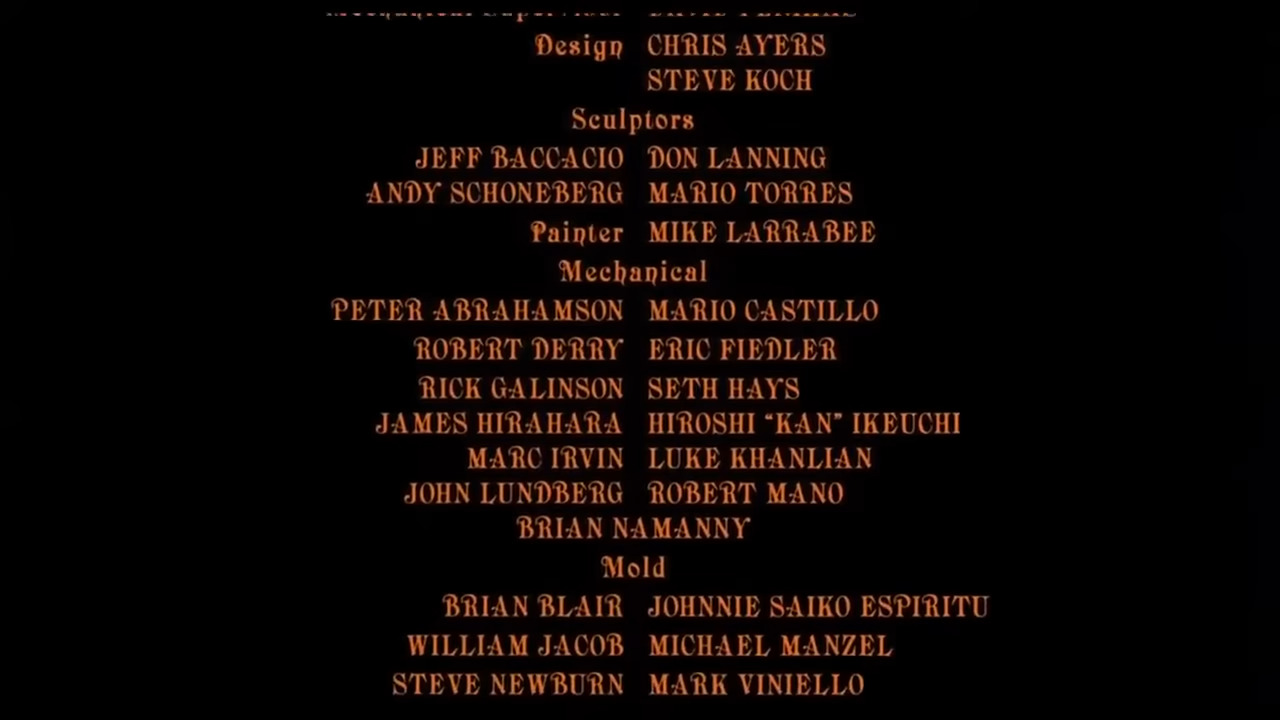 Design CHRIS AYERS
STEVE KOCH
Sculptors
JEFF BACCACIO DON LANNING
ANDY SCHONEBERG MARIO TORRES
Painter MIKE LARRABEE
Mechanical
PETER ABRAHAMSON MARIO CASTILLO
ROBERT DERRY ERIC FIEDLER
RICK GALINSON SETH HAYS
JAMES HIRAHARA HIROSHI “KAN” IKEUCHI
MARC IRVIN LUKE KHANLIAN
JOHN LUNDBERG ROBERT MANO
BRIAN NAMANNY
Mold
BRIAN BLAIR JOHNNIE SAIKO ESPIRITU
WILLIAM JACOB MICHAEL MANZEL
STEVE NEWBURN MARK VINIELLO